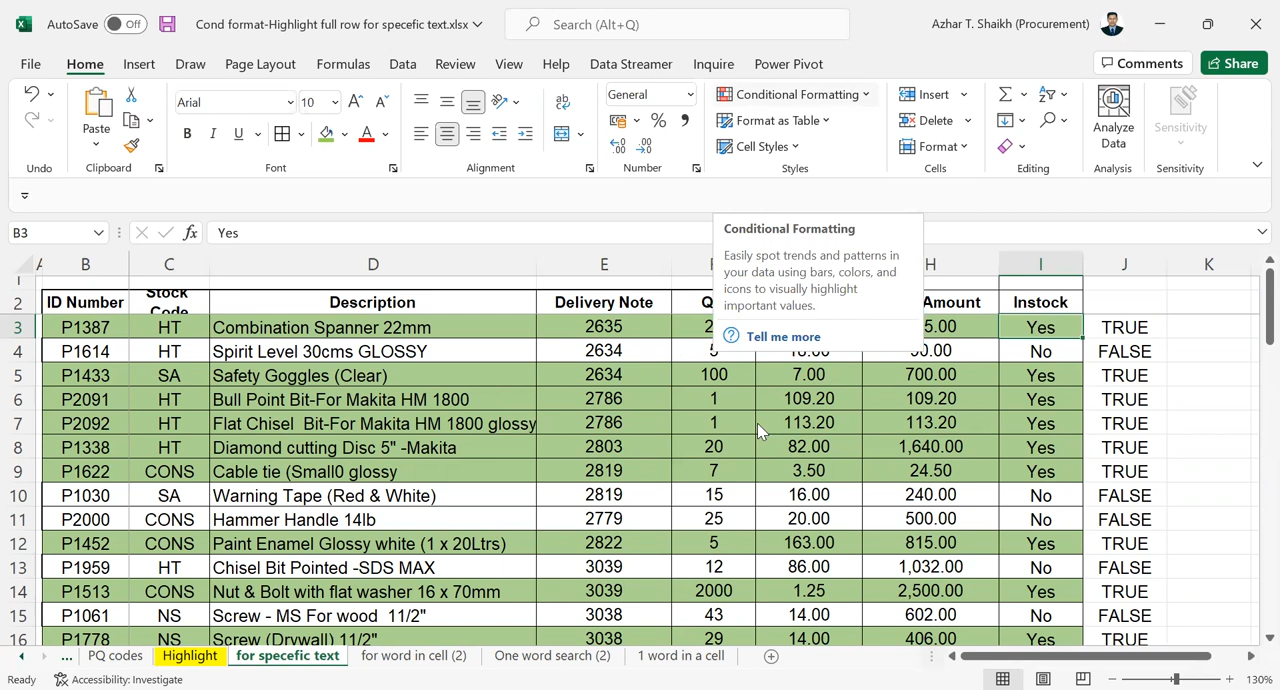 AutoSave Off Cond format-Highlight full row for specefic text.xlsx Search (Alt+Q) Azhar T. Shaikh (Procurement)
File Home Insert Draw Page Layout Formulas Data Review View Help Data Streamer Inquire Power Pivot Comments Share
Paste Arial 10 General Conditional Formatting Insert Analyze Data Sensitivity
B I U % Format as Table Delete
Cell Styles Format
Undo Clipboard Font Alignment Number Styles Cells Editing Analysis Sensitivity
B3 fx Yes
Conditional Formatting
Easily spot trends and patterns in
your data using bars, colors, and
icons to visually highlight
important values.
Tell me more
B C D E H I J K
2 ID Number Stock Code Description Delivery Note Amount Instock
3 P1387 HT Combination Spanner 22mm 2635 Yes TRUE
4 P1614 HT Spirit Level 30cms GLOSSY 2634 No FALSE
5 P1433 SA Safety Goggles (Clear) 2634 100 7.00 700.00 Yes TRUE
6 P2091 HT Bull Point Bit-For Makita HM 1800 2786 1 109.20 109.20 Yes TRUE
7 P2092 HT Flat Chisel Bit-For Makita HM 1800 glossy 2786 1 113.20 113.20 Yes TRUE
8 P1338 HT Diamond cutting Disc 5" -Makita 2803 20 82.00 1,640.00 Yes TRUE
9 P1622 CONS Cable tie (Small0 glossy 2819 7 3.50 24.50 Yes TRUE
10 P1030 SA Warning Tape (Red & White) 2819 15 16.00 240.00 No FALSE
11 P2000 CONS Hammer Handle 14lb 2779 25 20.00 500.00 No FALSE
12 P1452 CONS Paint Enamel Glossy white (1 x 20Ltrs) 2822 5 163.00 815.00 Yes TRUE
13 P1959 HT Chisel Bit Pointed -SDS MAX 3039 12 86.00 1,032.00 No FALSE
14 P1513 CONS Nut & Bolt with flat washer 16 x 70mm 3039 2000 1.25 2,500.00 Yes TRUE
15 P1061 NS Screw - MS For wood 11/2" 3038 43 14.00 602.00 No FALSE
16 P1778 NS Screw (Drywall) 11/2" 3038 29 14.00 406.00 Yes TRUE
... PQ codes Highlight for specefic text for word in cell (2) One word search (2) 1 word in a cell
Ready Accessibility: Investigate 130%